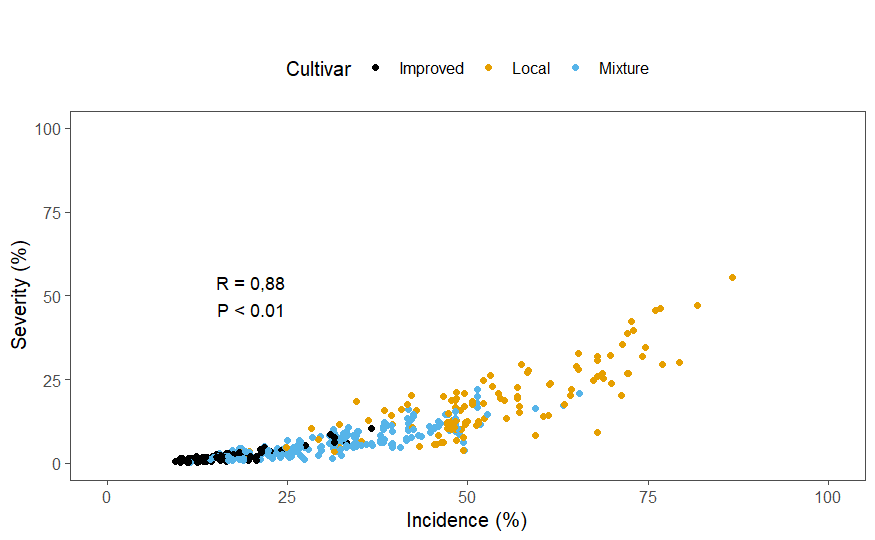 Cultivar Improved Local Mixture
100
75
50
25
0
Severity (%)
R = 0,88
P < 0.01
0 25 50 75 100
Incidence (%)